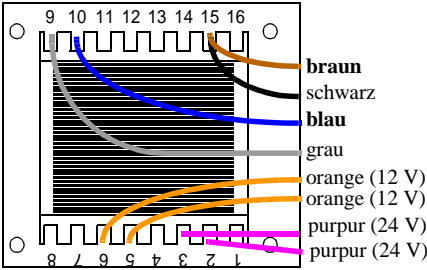 9 10 11 12 13 14 15 16
braun
schwarz
blau
grau
orange (12 V)
orange (12 V)
purpur (24 V)
purpur (24 V)
8 7 6 5 4 3 2 1